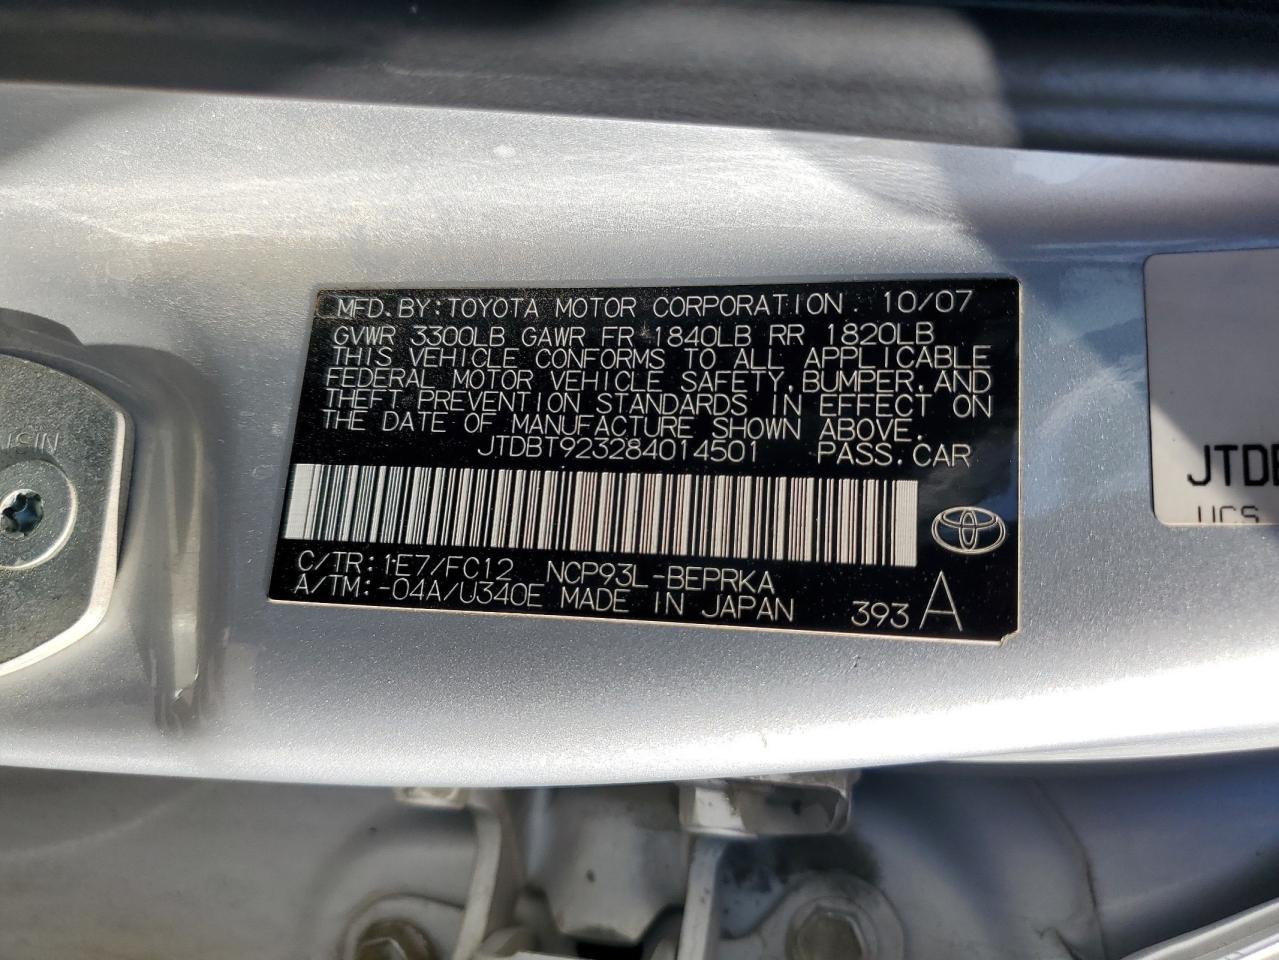 MFD. BY: TOYOTA MOTOR CORPORATION 10/07
GVWR 3300LB GAWR FR 1840LB RR 1820LB
THIS VEHICLE CONFORMS TO ALL APPLICABLE
FEDERAL MOTOR VEHICLE SAFETY, BUMPER, AND
THEFT PREVENTION STANDARDS IN EFFECT ON
THE DATE OF MANUFACTURE SHOWN ABOVE.
JTDBT923284014501 PASS. CAR
C/TR: 1E7/FC12 NCP93L-BEPRKA
A/TM: -04A/U340E MADE IN JAPAN 393 A
JTD
UCS